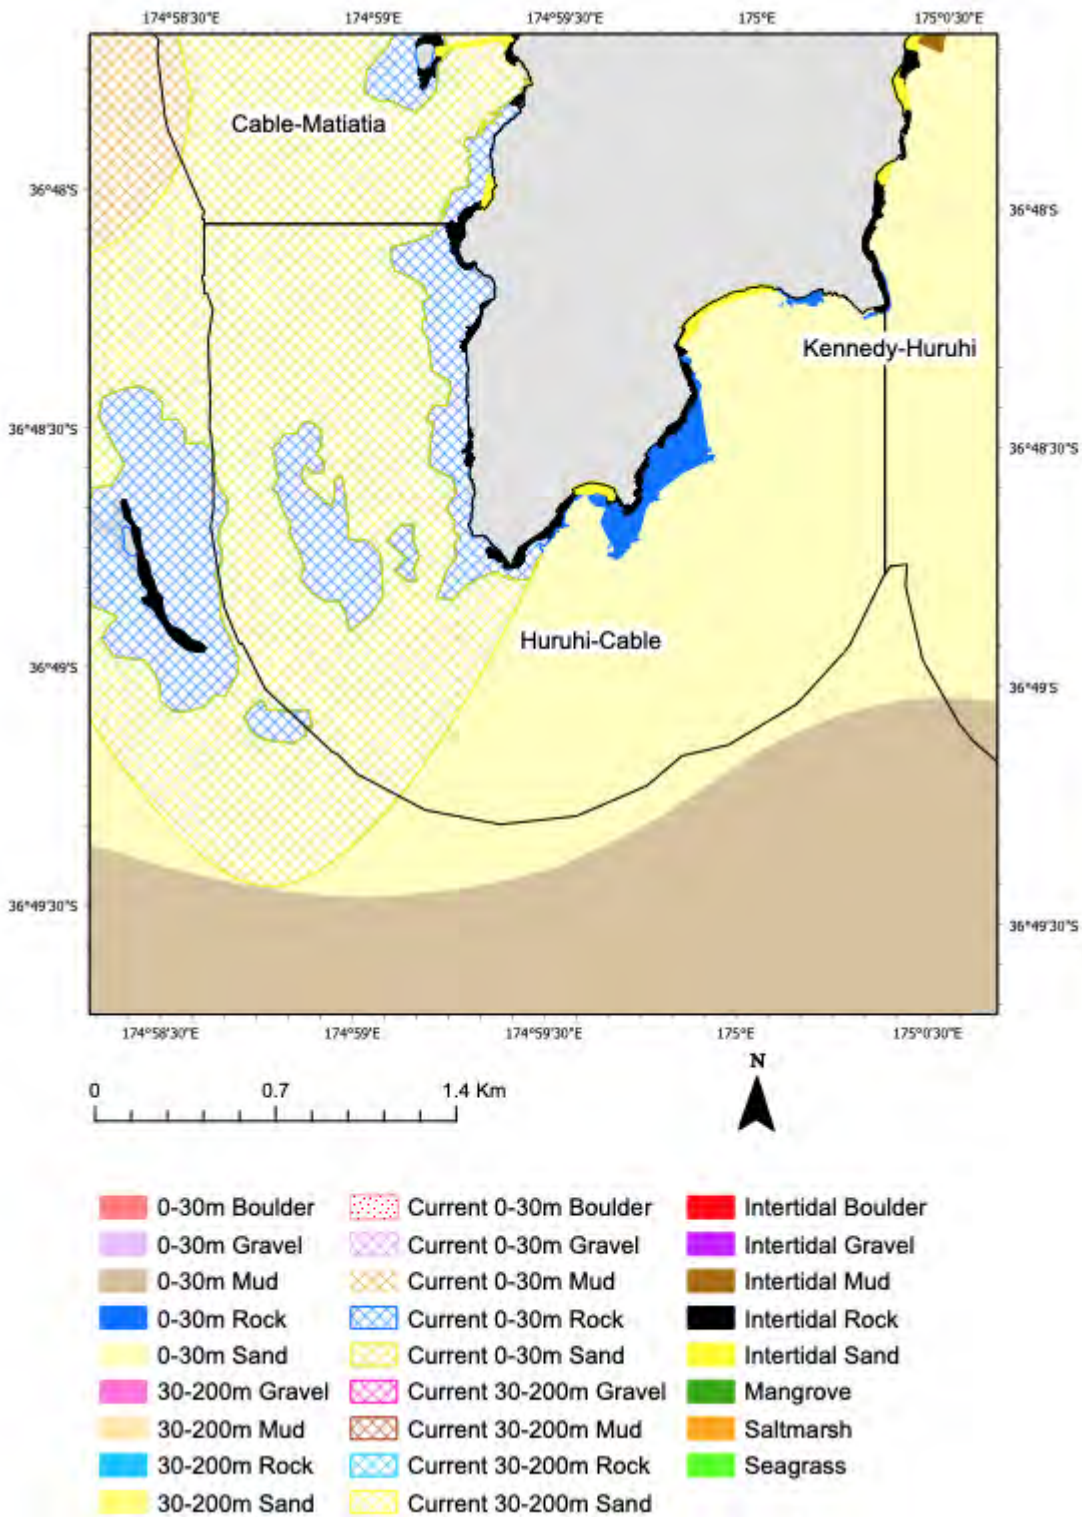 174°58'30"E 174°59'E 174°59'30"E 175°E 175°0'30"E
Cable-Matiatia
36°48'S 36°48'S
Kennedy-Huruhi
36°48'30"S 36°48'30"S
Huruhi-Cable
36°49'S 36°49'S
36°49'30"S 36°49'30"S
174°58'30"E 174°59'E 174°59'30"E 175°E 175°0'30"E
N
0 0.7 1.4 Km
0-30m Boulder Current 0-30m Boulder Intertidal Boulder
0-30m Gravel Current 0-30m Gravel Intertidal Gravel
0-30m Mud Current 0-30m Mud Intertidal Mud
0-30m Rock Current 0-30m Rock Intertidal Rock
0-30m Sand Current 0-30m Sand Intertidal Sand
30-200m Gravel Current 30-200m Gravel Mangrove
30-200m Mud Current 30-200m Mud Saltmarsh
30-200m Rock Current 30-200m Rock Seagrass
30-200m Sand Current 30-200m Sand